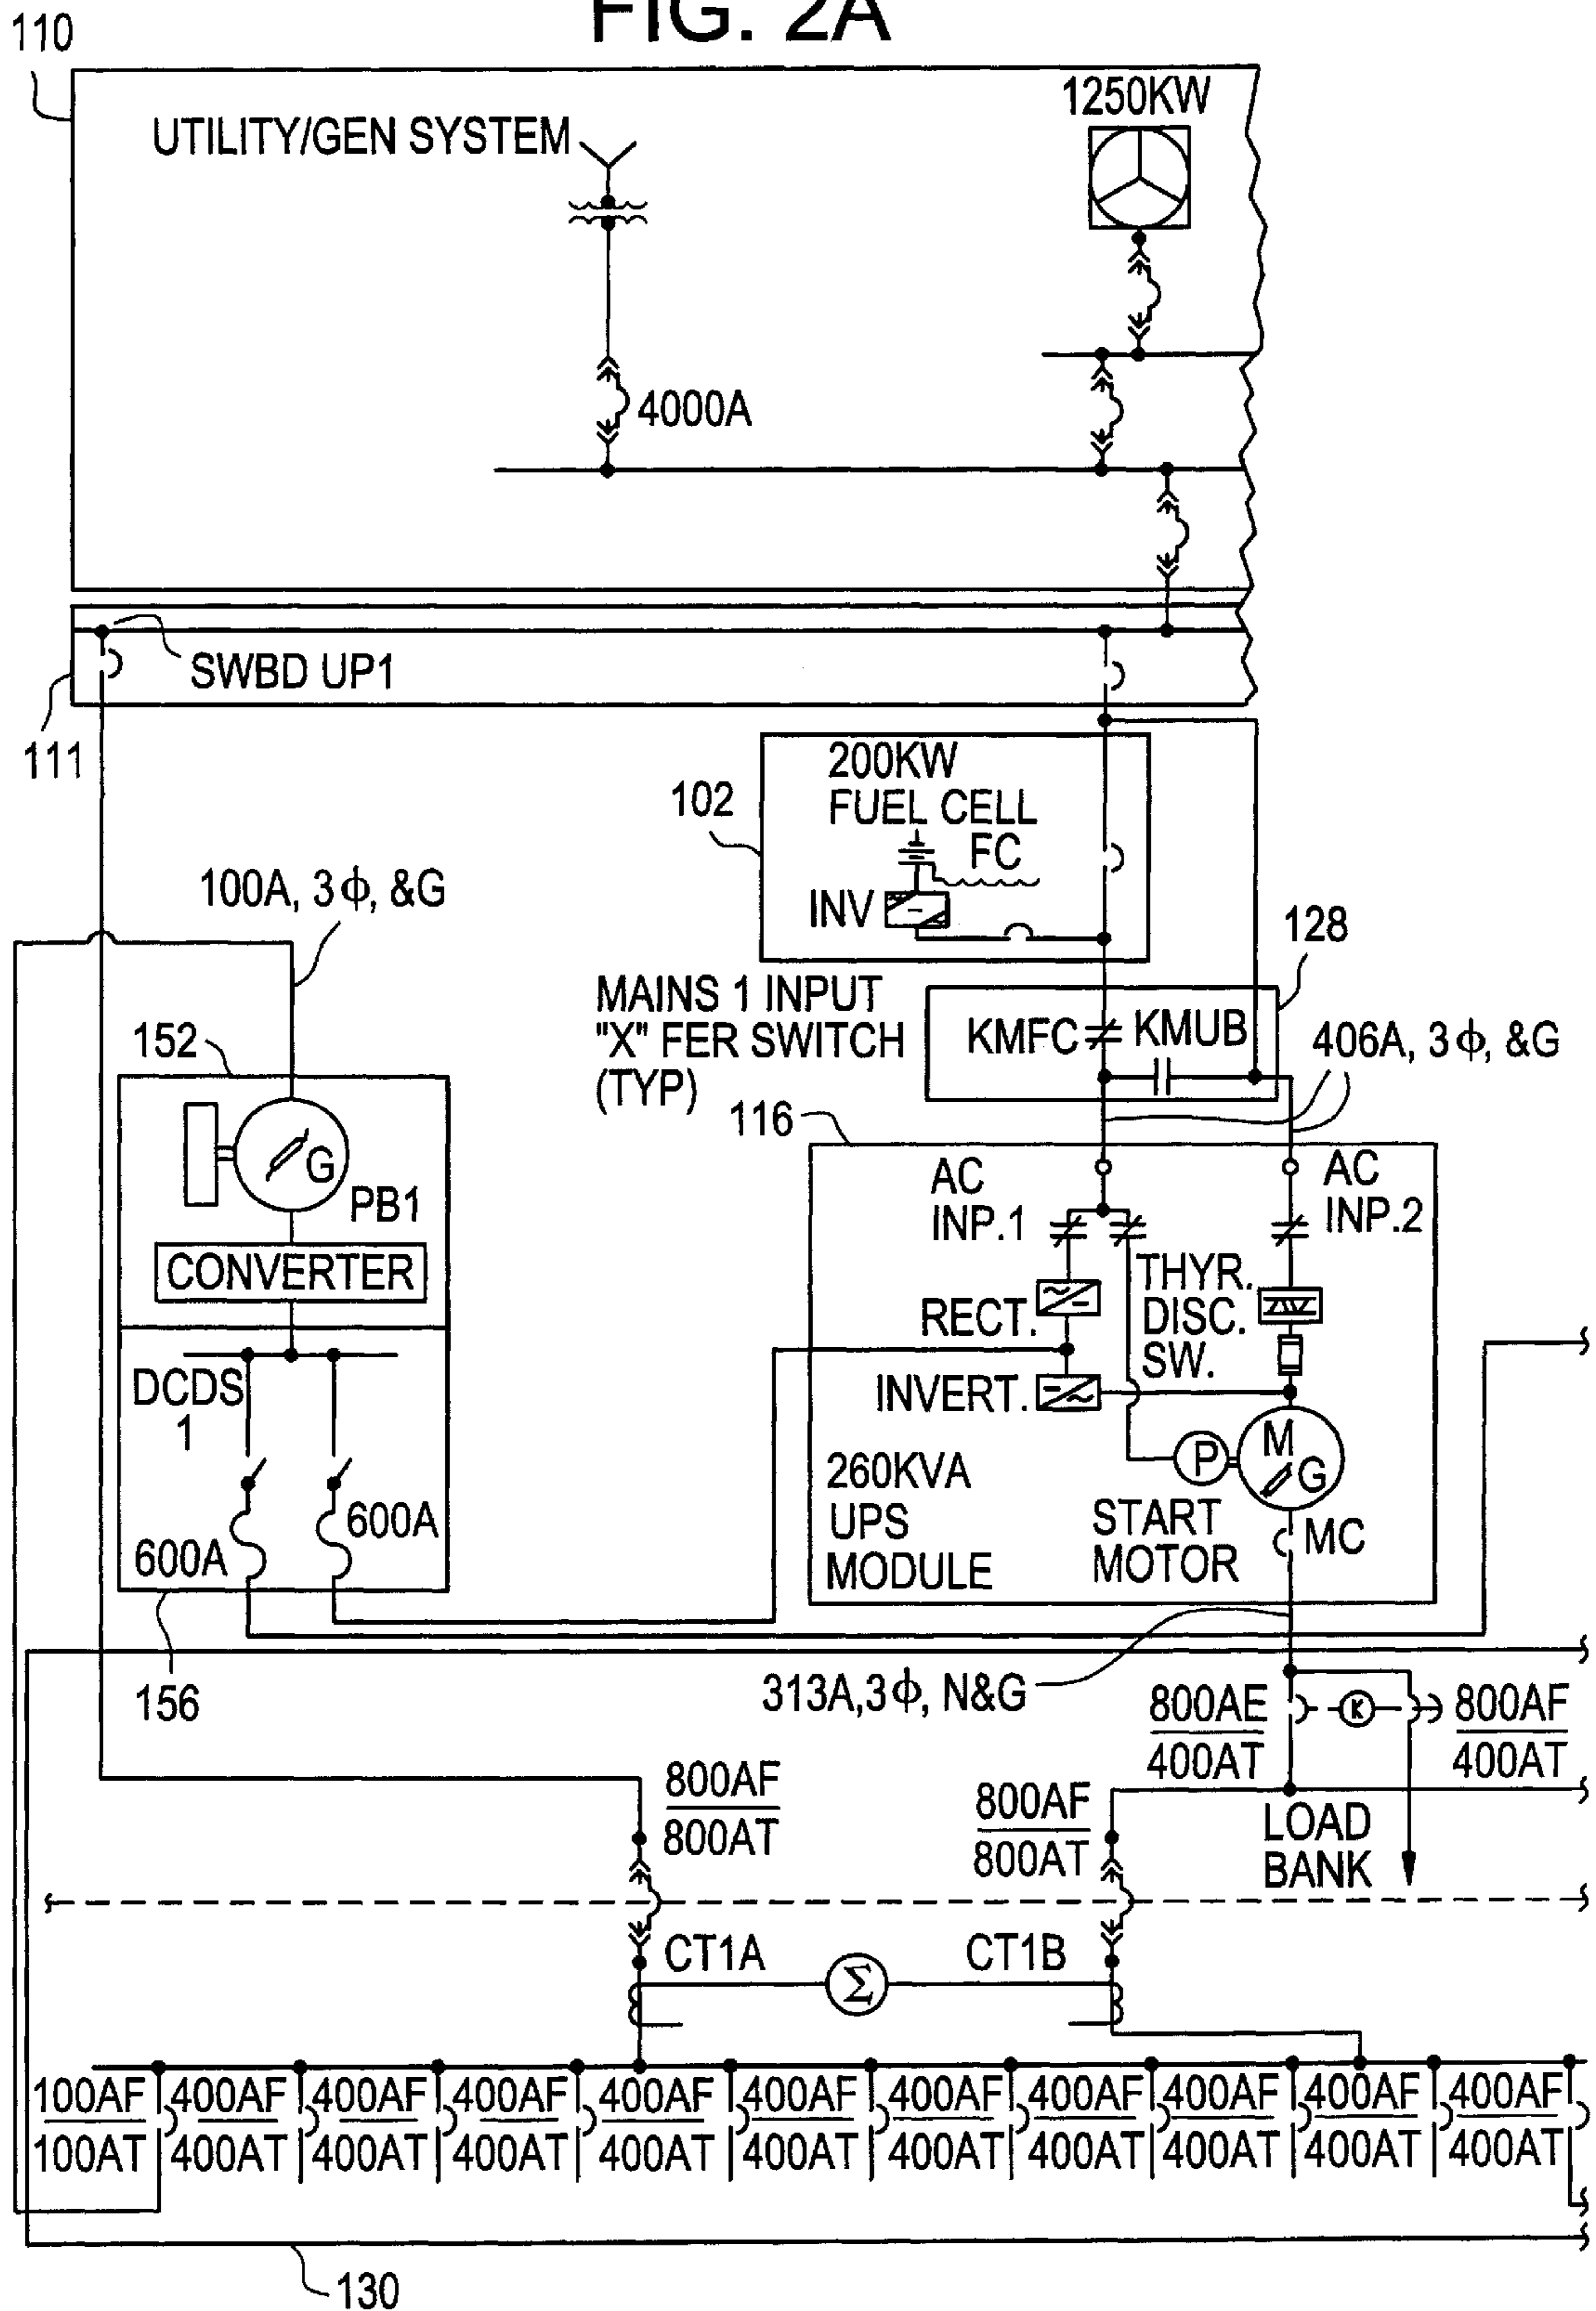 FIG. 2A
110
1250KW
UTILITY/GEN SYSTEM
4000A
SWBD UP1
111
200KW
FUEL CELL
FC
INV
102
100A, 3ϕ, &G
128
MAINS 1 INPUT
"X" FER SWITCH
(TYP)
KMFC
KMUB
406A, 3ϕ, &G
152
116
G
PB1
CONVERTER
AC
INP.1
AC
INP.2
RECT.
THYR.
DISC.
SW.
INVERT.
DCDS
1
600A
600A
260KVA
UPS
MODULE
P
M
G
START
MOTOR
MC
156
313A,3ϕ, N&G
800AE
400AT
K
800AF
400AT
800AF
800AT
800AF
800AT
LOAD
BANK
CT1A
Σ
CT1B
100AF 400AF 400AF 400AF 400AF 400AF 400AF 400AF 400AF 400AF 400AF
100AT 400AT 400AT 400AT 400AT 400AT 400AT 400AT 400AT 400AT 400AT
130